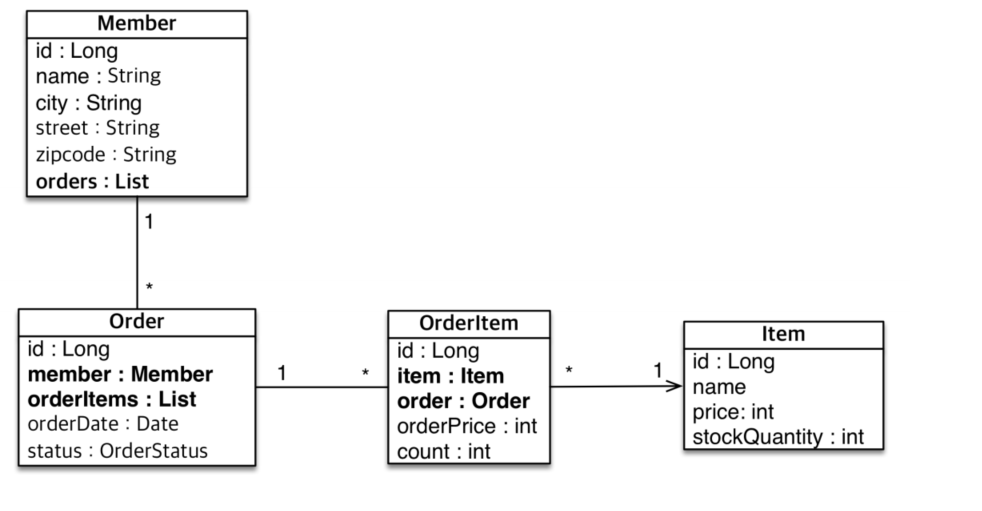 Member
id : Long
name : String
city : String
street : String
zipcode : String
orders : List
1
*
Order
id : Long
member : Member
orderItems : List
orderDate : Date
status : OrderStatus
1
*
OrderItem
id : Long
item : Item
order : Order
orderPrice : int
count : int
*
1
Item
id : Long
name
price: int
stockQuantity : int